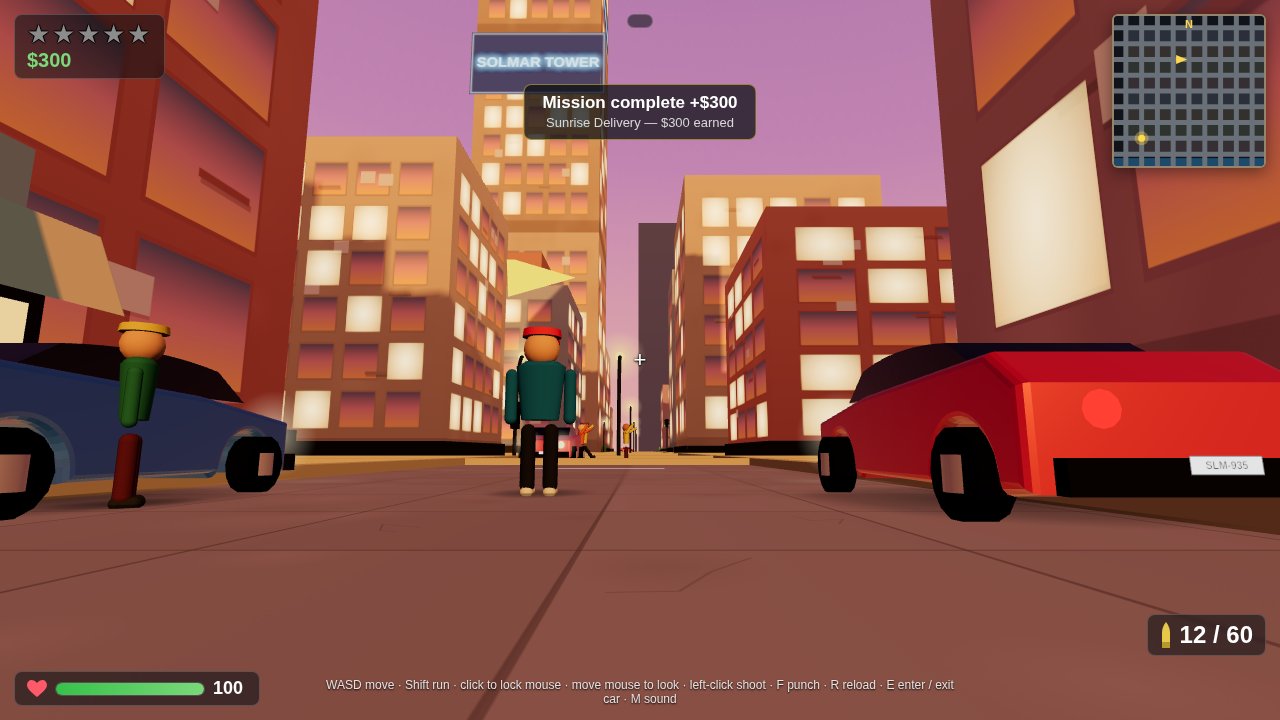 $300
SOLMAR TOWER
N
Mission complete +$300
Sunrise Delivery — $300 earned
SLM-935
12 / 60
100
WASD move · Shift run · click to lock mouse · move mouse to look · left-click shoot · F punch · R reload · E enter / exit
car · M sound